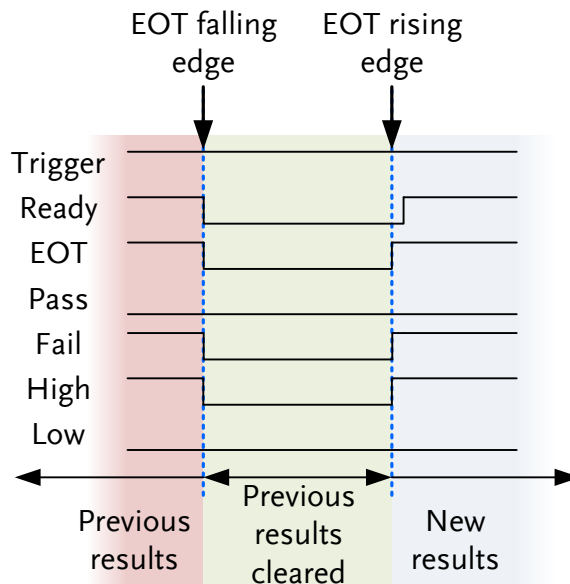 EOT falling
edge
EOT rising
edge
Trigger
Ready
EOT
Pass
Fail
High
Low
Previous
results
Previous
results
cleared
New
results